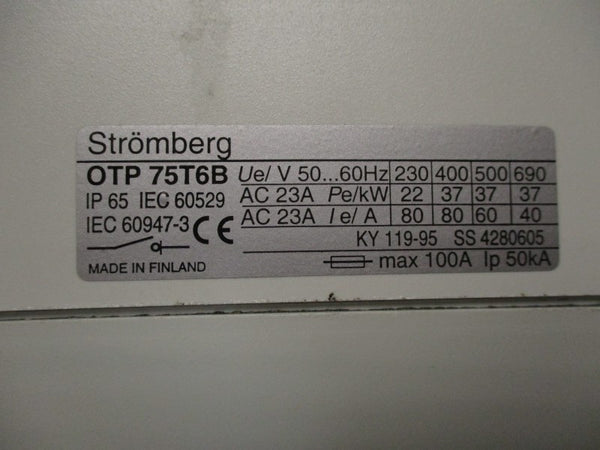 Strömberg
OTP 75T6B Ue/ V 50...60Hz 230 400 500 690
IP 65 IEC 60529 AC 23A Pe/kW 22 37 37 37
IEC 60947-3 CE AC 23A Ie/ A 80 80 60 40
KY 119-95 SS 4280605
MADE IN FINLAND max 100A Ip 50kA